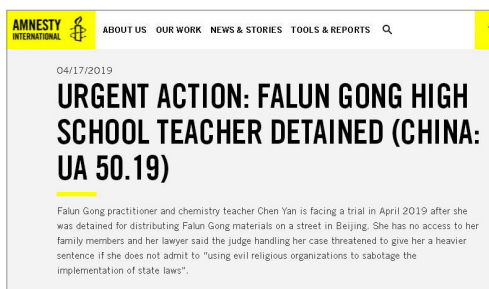 AMNESTY
INTERNATIONAL
ABOUT US OUR WORK NEWS & STORIES TOOLS & REPORTS
04/17/2019
URGENT ACTION: FALUN GONG HIGH
SCHOOL TEACHER DETAINED (CHINA:
UA 50.19)
Falun Gong practitioner and chemistry teacher Chen Yan is facing a trial in April 2019 after she
was detained for distributing Falun Gong materials on a street in Beijing. She has no access to her
family members and her lawyer said the judge handling her case threatened to give her a heavier
sentence if she does not admit to "using evil religious organizations to sabotage the
implementation of state laws".